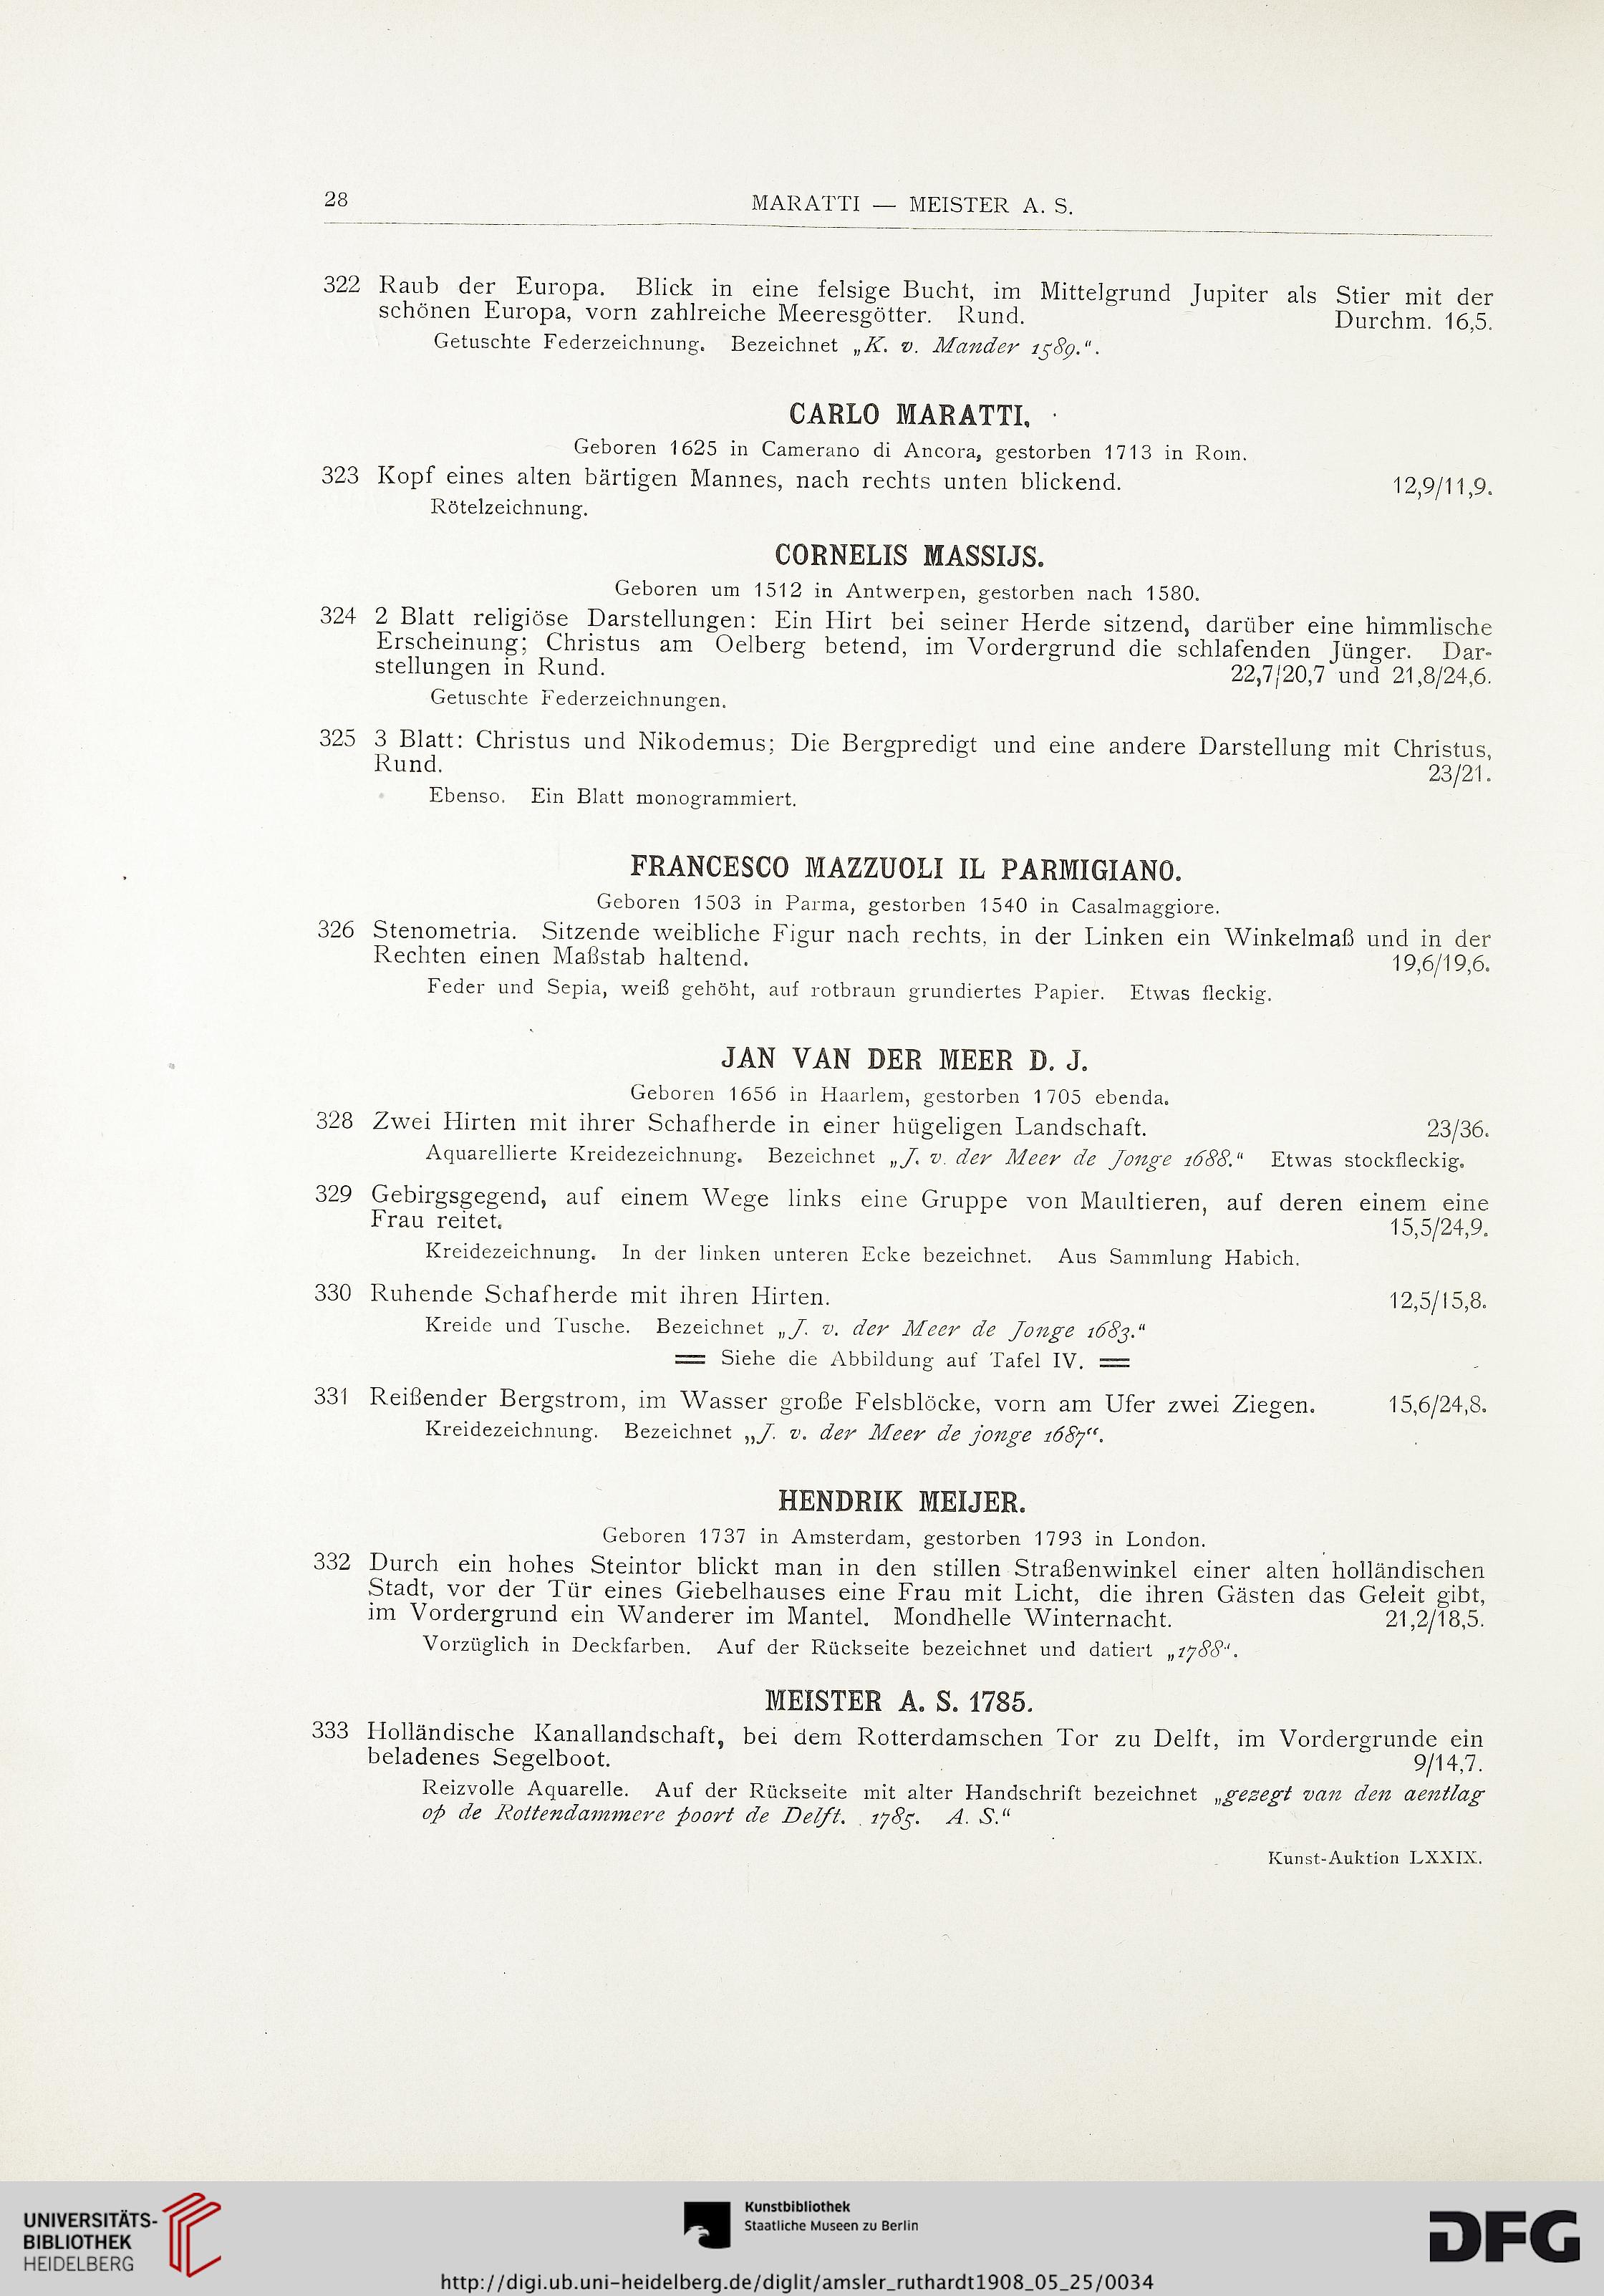 28
MARATTI — MEISTER A. S.
322 Raub der Europa. Blick in eine felsige Bucht, im Mittelgrund Jupiter als Stier mit der
schönen Europa, vorn zahlreiche Meeresgötter. Rund. Durchm. 16,5.
Getuschte Federzeichnung. Bezeichnet „K. v. Mander 1589.“.
CARLO MARATTI.
Geboren 1625 in Camerano di Ancora, gestorben 1713 in Rom.
323 Kopf eines alten bärtigen Mannes, nach rechts unten blickend. 12,9/11,9.
Rötelzeichnung.
CORNELIS MASSIJS.
Geboren um 1512 in Antwerpen, gestorben nach 1580.
324 2 Blatt religiöse Darstellungen: Ein Hirt bei seiner Herde sitzend, darüber eine himmlische
Erscheinung; Christus am Oelberg betend, im Vordergrund die schlafenden Jünger. Dar-
stellungen in Rund. 22,7/20,7 und 21,8/24,6.
Getuschte Federzeichnungen.
325 3 Blatt: Christus und Nikodemus; Die Bergpredigt und eine andere Darstellung mit Christus,
Rund. 23/21.
Ebenso. Ein Blatt monogrammiert.
FRANCESCO MAZZUOLI IL PARMIGIANO.
Geboren 1503 in Parma, gestorben 1540 in Casalmaggiore.
326 Stenometria. Sitzende weibliche Figur nach rechts, in der Linken ein Winkelmaß und in der
Rechten einen Maßstab haltend. 19,6/19,6.
Feder und Sepia, weiß gehöht, auf rotbraun grundiertes Papier. Etwas fleckig.
JAN VAN DER MEER D. J.
Geboren 1656 in Haarlem, gestorben 1705 ebenda.
328 Zwei Hirten mit ihrer Schafherde in einer hügeligen Landschaft. 23/36.
Aquarellierte Kreidezeichnung. Bezeichnet „J. v. der Meer de Jonge 1688.“ Etwas stockfleckig.
329 Gebirgsgegend, auf einem Wege links eine Gruppe von Maultieren, auf deren einem eine
Frau reitet. 15,5/24,9.
Kreidezeichnung. In der linken unteren Ecke bezeichnet. Aus Sammlung Habich.
330 Ruhende Schafherde mit ihren Hirten. 12,5/15,8.
Kreide und Tusche. Bezeichnet „J. v. der Meer de Jonge 1683.“
== Siehe die Abbildung auf Tafel IV. ==
331 Reißender Bergstrom, im Wasser große Felsblöcke, vorn am Ufer zwei Ziegen. 15,6/24,8.
Kreidezeichnung. Bezeichnet „J. v. der Meer de jonge 1687“.
HENDRIK MEIJER.
Geboren 1737 in Amsterdam, gestorben 1793 in London.
332 Durch ein hohes Steintor blickt man in den stillen Straßenwinkel einer alten holländischen
Stadt, vor der Tür eines Giebelhauses eine Frau mit Licht, die ihren Gästen das Geleit gibt,
im Vordergrund ein Wanderer im Mantel. Mondhelle Winternacht. 21,2/18,5.
Vorzüglich in Deckfarben. Auf der Rückseite bezeichnet und datiert „1788“.
MEISTER A. S. 1785.
333 Holländische Kanallandschaft, bei dem Rotterdamschen Tor zu Delft, im Vordergrunde ein
beladenes Segelboot. 9/14,7.
Reizvolle Aquarelle. Auf der Rückseite mit alter Handschrift bezeichnet „gezegt van den aentlag
op de Rottendammere poort de Delft. 1785. A. S.“
Kunst-Auktion LXXIX.
UNIVERSITÄTS-
BIBLIOTHEK
HEIDELBERG
Kunstbibliothek
Staatliche Museen zu Berlin
DFG
http://digi.ub.uni-heidelberg.de/diglit/amsler_ruthardt1908_05_25/0034